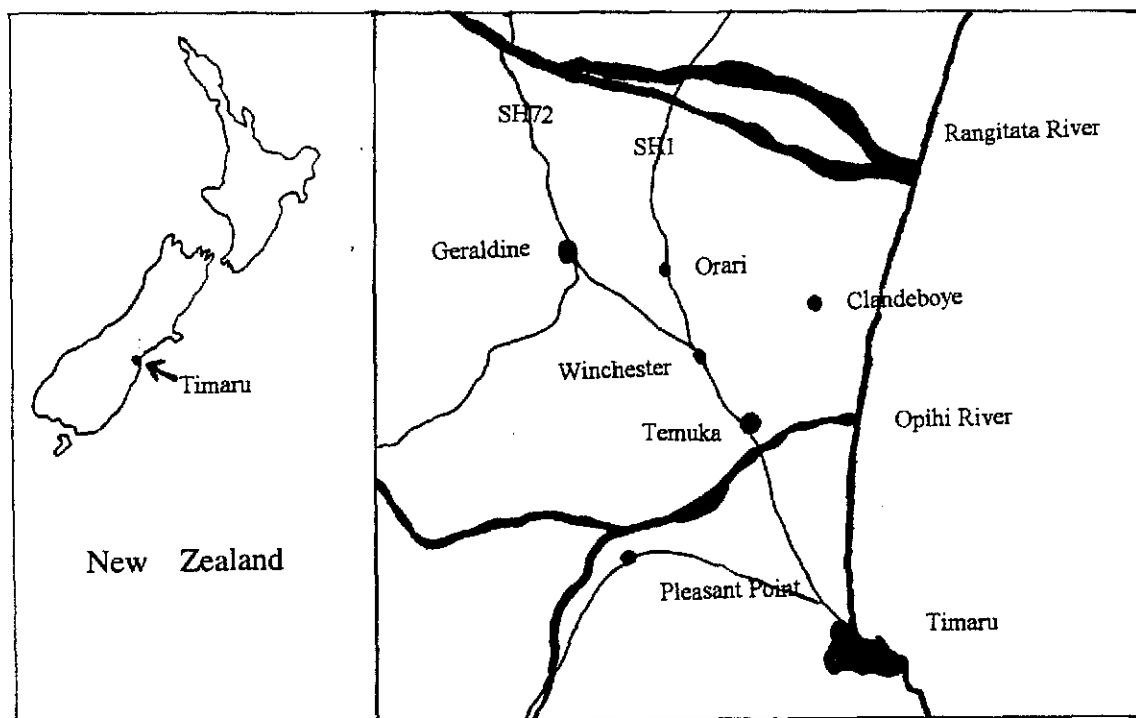 Timaru
New Zealand
SH72
SH1
Rangitata River
Geraldine
Orari
Clandeboye
Winchester
Temuka
Opihi River
Pleasant Point
Timaru